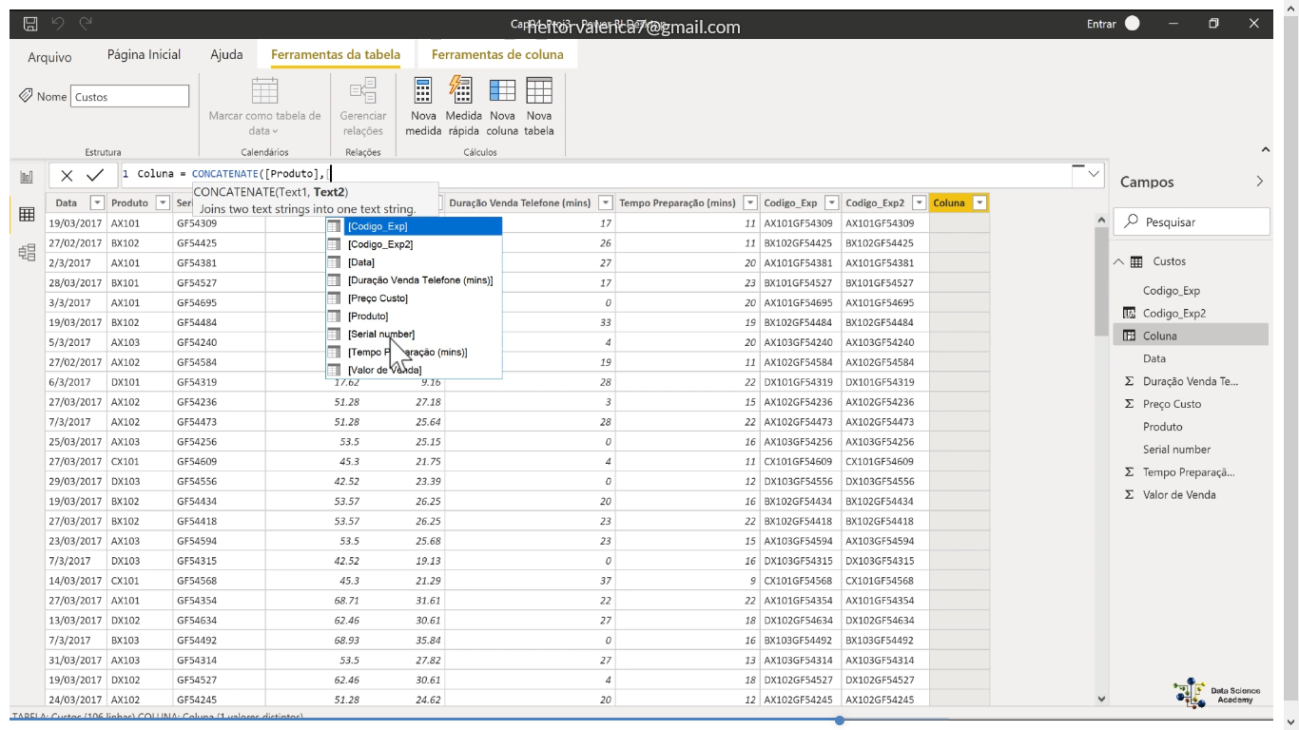 heitorvalenca7@gmail.com
Entrar
Arquivo Página Inicial Ajuda Ferramentas da tabela Ferramentas de coluna
Nome Custos
Marcar como tabela de data
Gerenciar relações
Nova medida
Medida rápida
Nova coluna
Nova tabela
Estrutura Calendários Relações Cálculos
1 Coluna = CONCATENATE([Produto],[
CONCATENATE(Text1, Text2)
Joins two text strings into one text string.
[Codigo_Exp]
[Codigo_Exp2]
[Data]
[Duração Venda Telefone (mins)]
[Preço Custo]
[Produto]
[Serial number]
[Valor de Venda]
Data Produto Duração Venda Telefone (mins) Tempo Preparação (mins) Codigo_Exp Codigo_Exp2 Coluna
19/03/2017 AX101 GF54309 17 11 AX101GF54309 AX101GF54309
27/02/2017 BX102 GF54425 26 11 BX102GF54425 BX102GF54425
2/3/2017 AX101 GF54381 27 20 AX101GF54381 AX101GF54381
28/03/2017 BX101 GF54527 17 23 BX101GF54527 BX101GF54527
3/3/2017 AX101 GF54695 0 20 AX101GF54695 AX101GF54695
19/03/2017 BX102 GF54484 33 19 BX102GF54484 BX102GF54484
5/3/2017 AX103 GF54240 4 20 AX103GF54240 AX103GF54240
27/02/2017 AX102 GF54584 19 11 AX102GF54584 AX102GF54584
6/3/2017 DX101 GF54319 17.62 9.16 28 22 DX101GF54319 DX101GF54319
27/03/2017 AX102 GF54236 51.28 27.18 3 15 AX102GF54236 AX102GF54236
7/3/2017 AX102 GF54473 51.28 25.64 28 22 AX102GF54473 AX102GF54473
25/03/2017 AX103 GF54256 53.5 25.15 0 16 AX103GF54256 AX103GF54256
27/03/2017 CX101 GF54609 45.3 21.75 4 11 CX101GF54609 CX101GF54609
29/03/2017 DX103 GF54556 42.52 23.39 0 12 DX103GF54556 DX103GF54556
19/03/2017 BX102 GF54434 53.57 26.25 20 16 BX102GF54434 BX102GF54434
27/03/2017 BX102 GF54418 53.57 26.25 23 22 BX102GF54418 BX102GF54418
23/03/2017 AX103 GF54594 53.5 25.68 23 15 AX103GF54594 AX103GF54594
7/3/2017 DX103 GF54315 42.52 19.13 0 16 DX103GF54315 DX103GF54315
14/03/2017 CX101 GF54568 45.3 21.29 37 9 CX101GF54568 CX101GF54568
27/03/2017 AX101 GF54354 68.71 31.61 22 22 AX101GF54354 AX101GF54354
13/03/2017 DX102 GF54634 62.46 30.61 27 18 DX102GF54634 DX102GF54634
7/3/2017 BX103 GF54492 68.93 35.84 0 16 BX103GF54492 BX103GF54492
31/03/2017 AX103 GF54314 53.5 27.82 27 13 AX103GF54314 AX103GF54314
19/03/2017 DX102 GF54527 62.46 30.61 4 18 DX102GF54527 DX102GF54527
24/03/2017 AX102 GF54245 51.28 24.62 20 12 AX102GF54245 AX102GF54245
Campos
Pesquisar
Custos
Codigo_Exp
Codigo_Exp2
Coluna
Data
Duração Venda Te...
Preço Custo
Produto
Serial number
Tempo Preparaçã...
Valor de Venda
Data Science
Academy